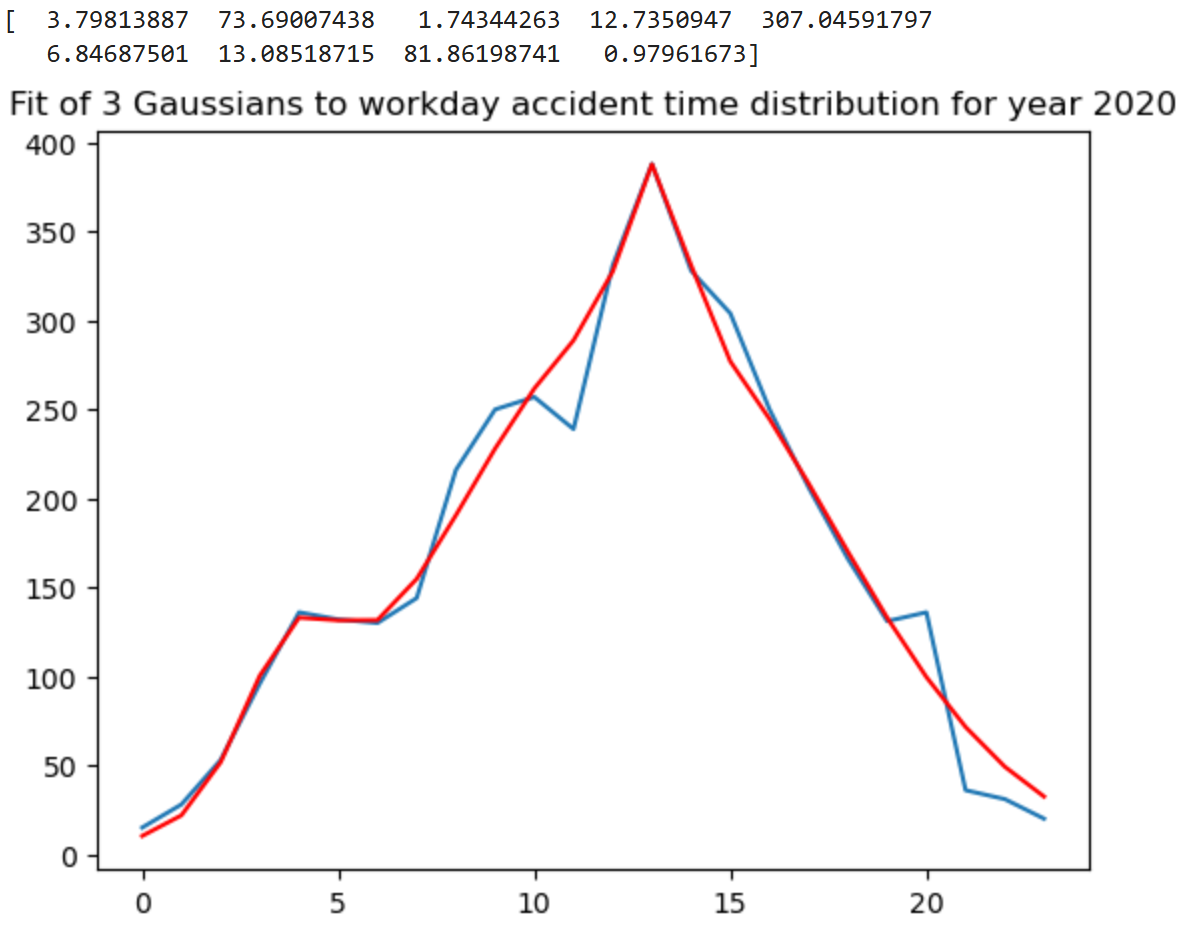 [  3.79813887  73.69007438   1.74344263  12.7350947  307.04591797
   6.84687501  13.08518715  81.86198741   0.97961673]
Fit of 3 Gaussians to workday accident time distribution for year 2020
400
350
300
250
200
150
100
50
0
0 5 10 15 20